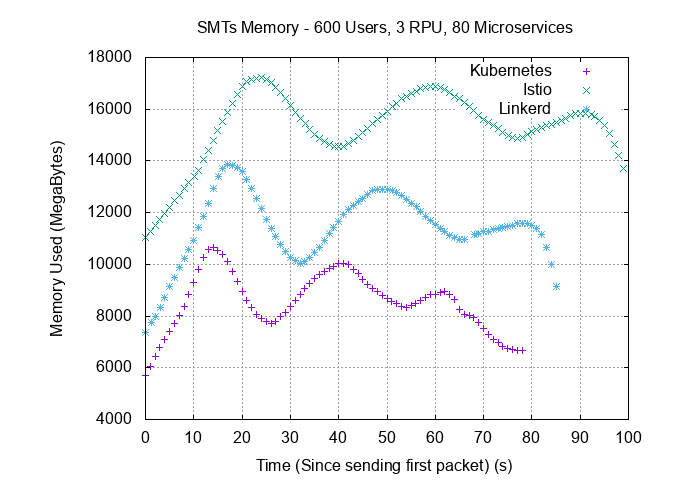 SMTs Memory - 600 Users, 3 RPU, 80 Microservices
18000
16000
14000
12000
10000
8000
6000
4000
Memory Used (MegaBytes)
Kubernetes
Istio
Linkerd
0 10 20 30 40 50 60 70 80 90 100
Time (Since sending first packet) (s)